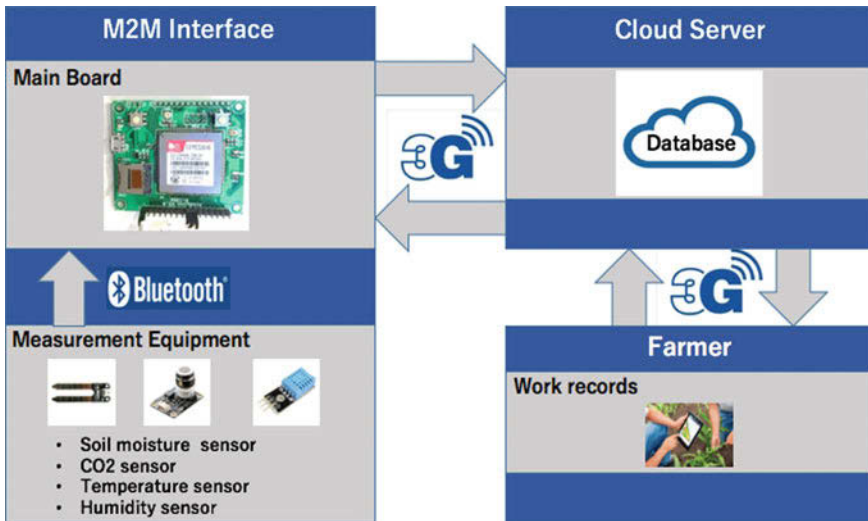 M2M Interface
Main Board
Bluetooth
Measurement Equipment
• Soil moisture sensor
• CO2 sensor
• Temperature sensor
• Humidity sensor
3G
Cloud Server
Database
3G
Farmer
Work records